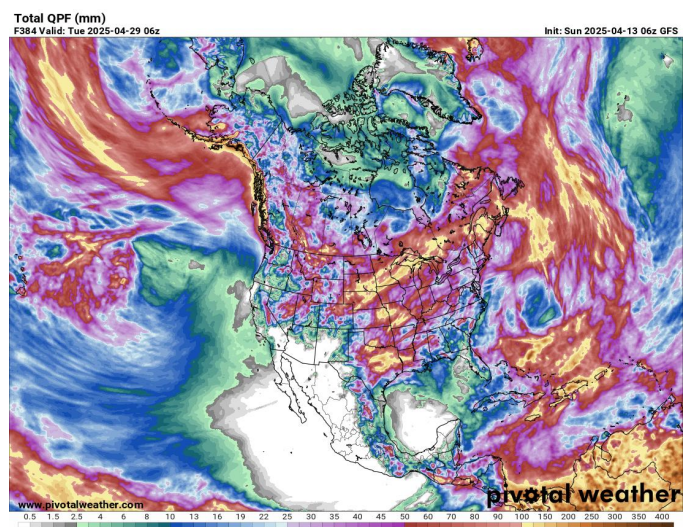 Total QPF (mm)
F384 Valid: Tue 2025-04-29 06z
Init: Sun 2025-04-13 06z GFS
www.pivotalweather.com
pivotal weather
0.5 1.5 2.5 4 6 8 10 13 16 19 22 25 30 35 40 45 50 60 70 80 90 100 150 200 250 300 350 400